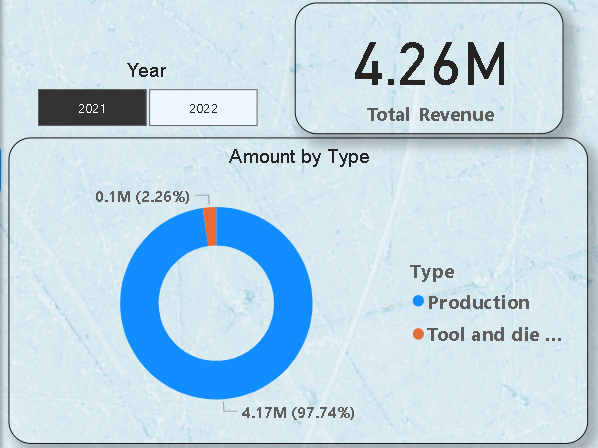 4.26M
Total Revenue
Year
2021
2022
Amount by Type
0.1M (2.26%)
4.17M (97.74%)
Type
Production
Tool and die ...